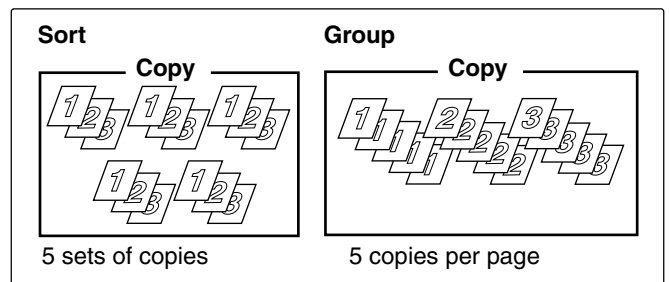 Sort Group
Copy Copy
1 2 3 1 2 3 1 2 3
1 2 3 1 2 3
1 1 1 1 1 2 2 2 2 2 3 3 3 3 3
5 sets of copies 5 copies per page